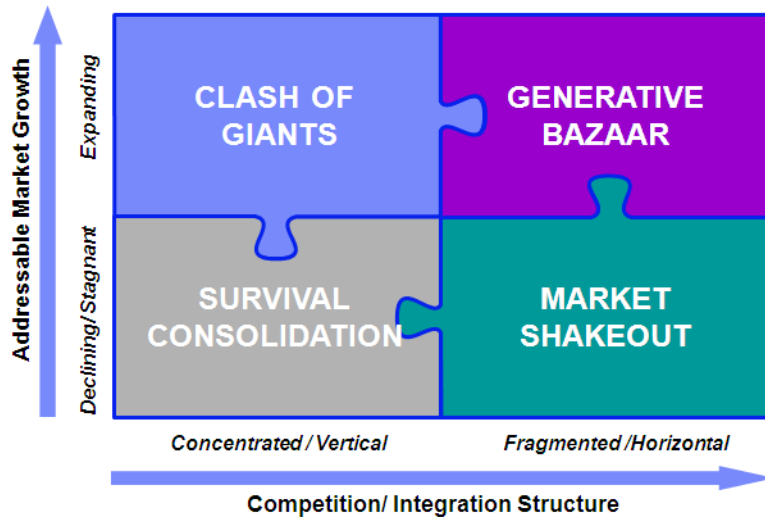 Addressable Market Growth
Expanding
Declining/ Stagnant
CLASH OF
GIANTS
GENERATIVE
BAZAAR
SURVIVAL
CONSOLIDATION
MARKET
SHAKEOUT
Concentrated / Vertical
Fragmented /Horizontal
Competition/ Integration Structure